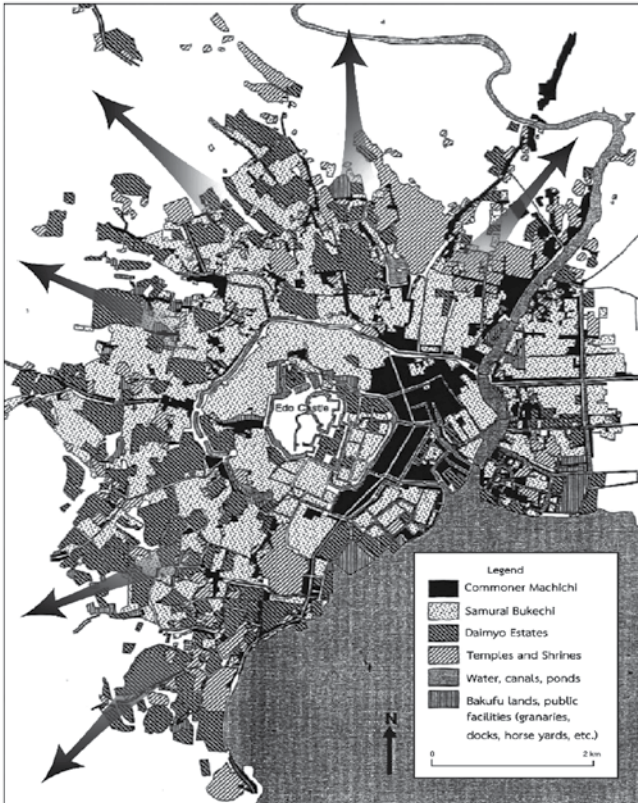 Edo Castle
Legend
Commoner Machichi
Samurai Bukechi
Daimyo Estates
Temples and Shrines
Water, canals, ponds
Bakufu lands, public
facilities (granaries,
docks, horse yards, etc.)
N
0 2 km